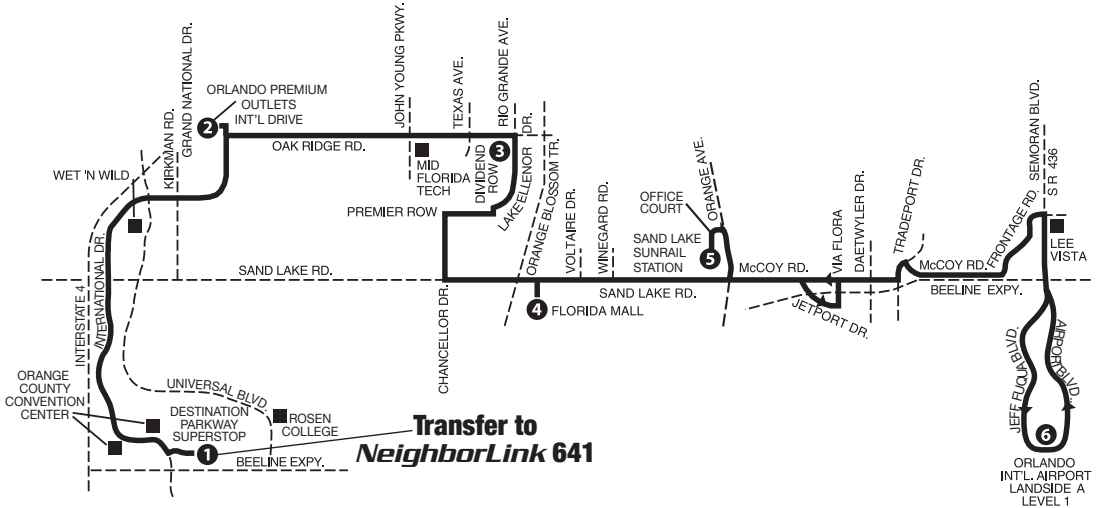 KIRKMAN RD.
GRAND NATIONAL DR.
2
ORLANDO PREMIUM
OUTLETS
INT'L DRIVE
JOHN YOUNG PKWY.
TEXAS AVE.
RIO GRANDE AVE.
OAK RIDGE RD.
WET 'N WILD
MID
FLORIDA
TECH
3
DIVIDEND
ROW
LAKE ELLENOR
DR.
PREMIER ROW
ORANGE BLOSSOM TR.
VOLTAIRE DR.
WINEGARD RD.
OFFICE
COURT
ORANGE AVE.
SAND LAKE
SUNRAIL
STATION
5
McCOY RD.
VIA FLORA
DAETWYLER DR.
TRADEPORT DR.
McCOY RD.
FRONTAGE RD.
SEMORAN BLVD.
S R 436
LEE
VISTA
INTERSTATE 4
INTERNATIONAL DR.
SAND LAKE RD.
CHANCELLOR DR.
4
FLORIDA MALL
SAND LAKE RD.
JETPORT DR.
BEELINE EXPY.
JEFF FUQUA BLVD.
AIRPORT BLVD.
ORANGE
COUNTY
CONVENTION
CENTER
UNIVERSAL BLVD.
DESTINATION
PARKWAY
SUPERSTOP
1
ROSEN
COLLEGE
BEELINE EXPY.
Transfer to
NeighborLink 641
6
ORLANDO
INT'L. AIRPORT
LANDSIDE A
LEVEL 1